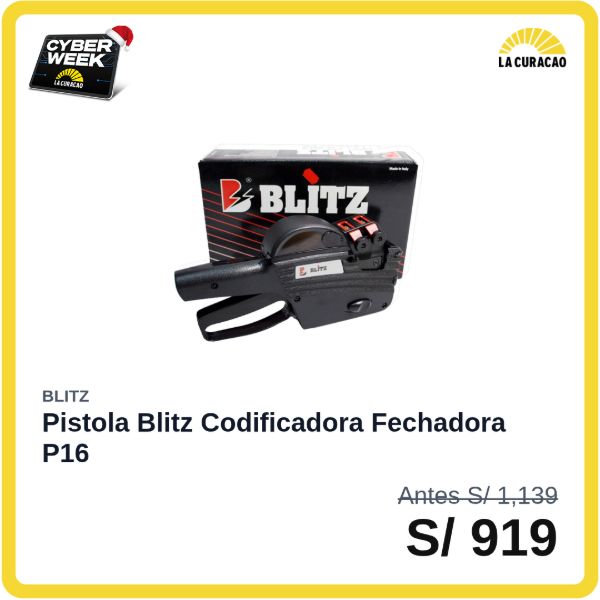 CYBER
WEEK
LA CURACAO
LA CURACAO
Made in Italy
BLITZ
BLITZ
BLITZ
Pistola Blitz Codificadora Fechadora
P16
Antes S/ 1,139
S/ 919